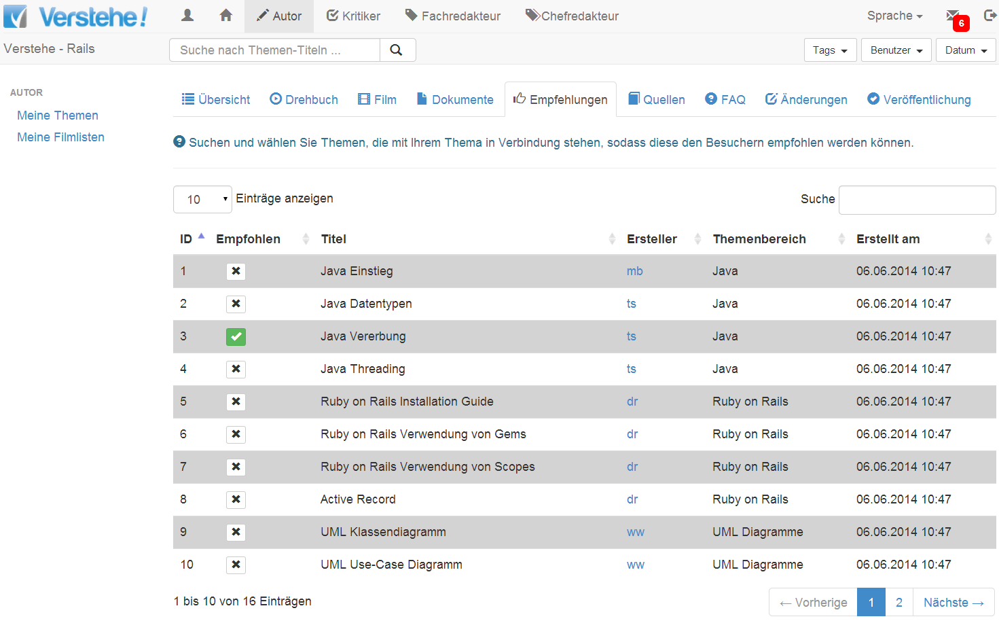 Verstehe!
Autor
Kritiker
Fachredakteur
Chefredakteur
Sprache
6
Verstehe - Rails
Suche nach Themen-Titeln ...
Tags
Benutzer
Datum
AUTOR
Meine Themen
Meine Filmlisten
Übersicht
Drehbuch
Film
Dokumente
Empfehlungen
Quellen
FAQ
Änderungen
Veröffentlichung
Suchen und wählen Sie Themen, die mit Ihrem Thema in Verbindung stehen, sodass diese den Besuchern empfohlen werden können.
10 Einträge anzeigen
Suche
ID Empfohlen Titel Ersteller Themenbereich Erstellt am
1 Java Einstieg mb Java 06.06.2014 10:47
2 Java Datentypen ts Java 06.06.2014 10:47
3 Java Vererbung ts Java 06.06.2014 10:47
4 Java Threading ts Java 06.06.2014 10:47
5 Ruby on Rails Installation Guide dr Ruby on Rails 06.06.2014 10:47
6 Ruby on Rails Verwendung von Gems dr Ruby on Rails 06.06.2014 10:47
7 Ruby on Rails Verwendung von Scopes dr Ruby on Rails 06.06.2014 10:47
8 Active Record dr Ruby on Rails 06.06.2014 10:47
9 UML Klassendiagramm ww UML Diagramme 06.06.2014 10:47
10 UML Use-Case Diagramm ww UML Diagramme 06.06.2014 10:47
1 bis 10 von 16 Einträgen
← Vorherige 1 2 Nächste →